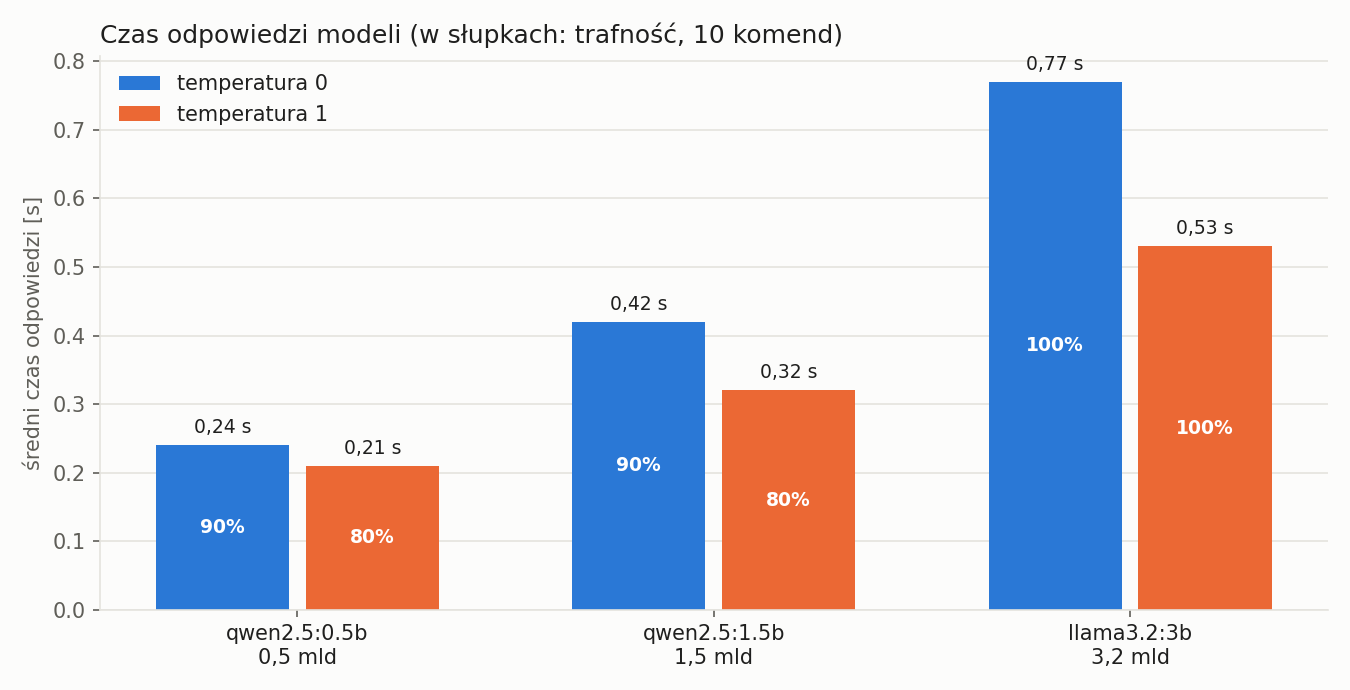 Czas odpowiedzi modeli (w słupkach: trafność, 10 komend)
temperatura 0
temperatura 1
średni czas odpowiedzi [s]
0.8
0.7
0.6
0.5
0.4
0.3
0.2
0.1
0.0
0,24 s
90%
0,21 s
80%
0,42 s
90%
0,32 s
80%
0,77 s
100%
0,53 s
100%
qwen2.5:0.5b
0,5 mld
qwen2.5:1.5b
1,5 mld
llama3.2:3b
3,2 mld